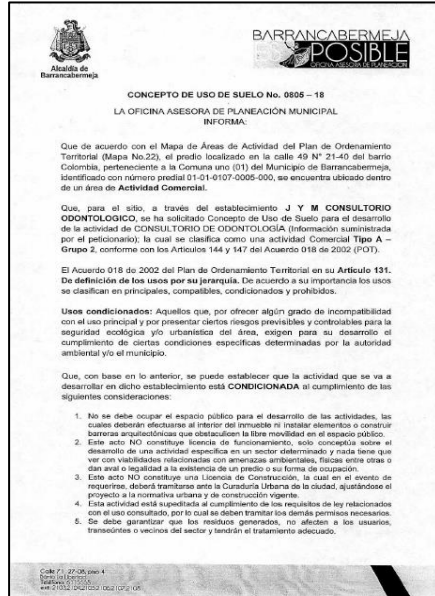 Alcaldía de
Barrancabermeja
BARRANCABERMEJA
POSIBLE
OFICINA ASESORA DE PLANEACIÓN
CONCEPTO DE USO DE SUELO No. 0805 – 18
LA OFICINA ASESORA DE PLANEACIÓN MUNICIPAL
INFORMA:
Que de acuerdo con el Mapa de Áreas de Actividad del Plan de Ordenamiento
Territorial (Mapa No.22), el predio localizado en la calle 49 N° 21-40 del barrio
Colombia, perteneciente a la Comuna uno (01) del Municipio de Barrancabermeja,
identificado con número predial 01-01-0107-0005-000, se encuentra ubicado dentro
de un área de Actividad Comercial.
Que, para el sitio, a través del establecimiento J Y M CONSULTORIO
ODONTOLOGICO, se ha solicitado Concepto de Uso de Suelo para el desarrollo
de la actividad de CONSULTORIO DE ODONTOLOGÍA (Información suministrada
por el peticionario); la cual se clasifica como una actividad Comercial Tipo A –
Grupo 2, conforme con los Artículos 144 y 147 del Acuerdo 018 de 2002 (POT).
El Acuerdo 018 de 2002 del Plan de Ordenamiento Territorial en su Artículo 131.
De definición de los usos por su jerarquía. De acuerdo a su importancia los usos
se clasifican en principales, compatibles, condicionados y prohibidos.
Usos condicionados: Aquellos que, por ofrecer algún grado de incompatibilidad
con el uso principal y por presentar ciertos riesgos previsibles y controlables para la
seguridad ecológica y/o urbanística del área, exigen para su desarrollo el
cumplimiento de ciertas condiciones específicas determinadas por la autoridad
ambiental y/o el municipio.
Que, con base en lo anterior, se puede establecer que la actividad que se va a
desarrollar en dicho establecimiento está CONDICIONADA al cumplimiento de las
siguientes consideraciones:
1. No se debe ocupar el espacio público para el desarrollo de las actividades, las
cuales deberán efectuarse al interior del inmueble ni instalar elementos o construir
barreras arquitectónicas que obstaculicen la libre movilidad en el espacio público.
2. Este acto NO constituye licencia de funcionamiento, solo conceptúa sobre el
desarrollo de una actividad específica en un sector determinado y nada tiene que
ver con viabilidades relacionadas con amenazas ambientales, físicas entre otras o
dan aval o legalidad a la existencia de un predio o su forma de ocupación.
3. Este acto NO constituye una Licencia de Construcción, la cual en el evento de
requerirse, deberá tramitarse ante la Curaduría Urbana de la ciudad, ajustándose el
proyecto a la normativa urbana y de construcción vigente.
4. Esta actividad está supeditada al cumplimiento de los requisitos de ley relacionados
con el uso consultado, por lo cual se deben tramitar los demás permisos necesarios.
5. Se debe garantizar que los residuos generados, no afecten a los usuarios,
transeúntes o vecinos del sector y tendrán el tratamiento adecuado.